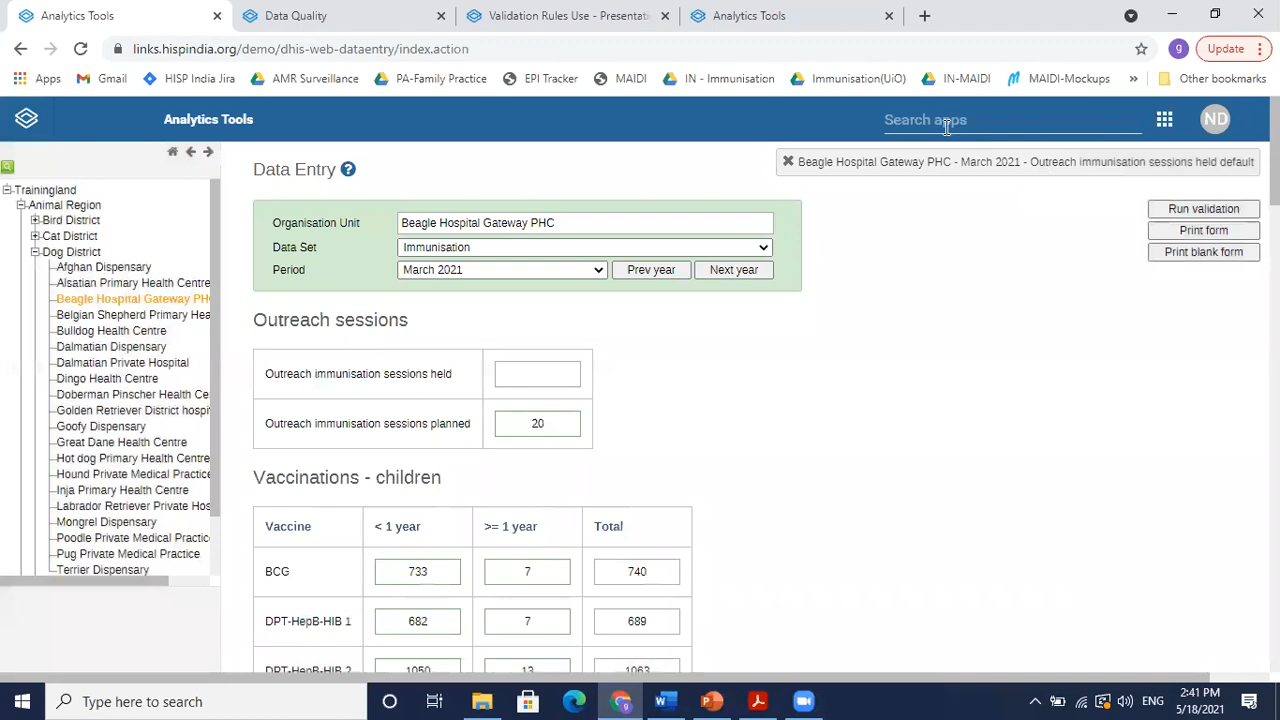 Analytics Tools
Data Quality
Validation Rules Use - Presentat
Analytics Tools
links.hispindia.org/demo/dhis-web-dataentry/index.action
g
Update
Apps
Gmail
HISP India Jira
AMR Surveillance
PA-Family Practice
EPI Tracker
MAIDI
IN - Immunisation
Immunisation(UiO)
IN-MAIDI
MAIDI-Mockups
»
Other bookmarks
Analytics Tools
Search apps
ND
Beagle Hospital Gateway PHC - March 2021 - Outreach immunisation sessions held default
Trainingland
Animal Region
Bird District
Cat District
Dog District
Afghan Dispensary
Alsatian Primary Health Centre
Beagle Hospital Gateway PH
Belgian Shepherd Primary Hea
Bulldog Health Centre
Dalmatian Dispensary
Dalmatian Private Hospital
Dingo Health Centre
Doberman Pinscher Health Ce
Golden Retriever District hospi
Goofy Dispensary
Great Dane Health Centre
Hot dog Primary Health Centre
Hound Private Medical Practice
Inja Primary Health Centre
Labrador Retriever Private Hos
Mongrel Dispensary
Poodle Private Medical Practic
Pug Private Medical Practice
Terrier Dispensary
Data Entry
Organisation Unit Beagle Hospital Gateway PHC
Data Set Immunisation
Period March 2021 Prev year Next year
Run validation
Print form
Print blank form
Outreach sessions
Outreach immunisation sessions held
Outreach immunisation sessions planned 20
Vaccinations - children
Vaccine < 1 year >= 1 year Total
BCG 733 7 740
DPT-HepB-HIB 1 682 7 689
DPT-HepB-HIB 2 1050 13 1063
Type here to search
g
ENG
2:41 PM
5/18/2021